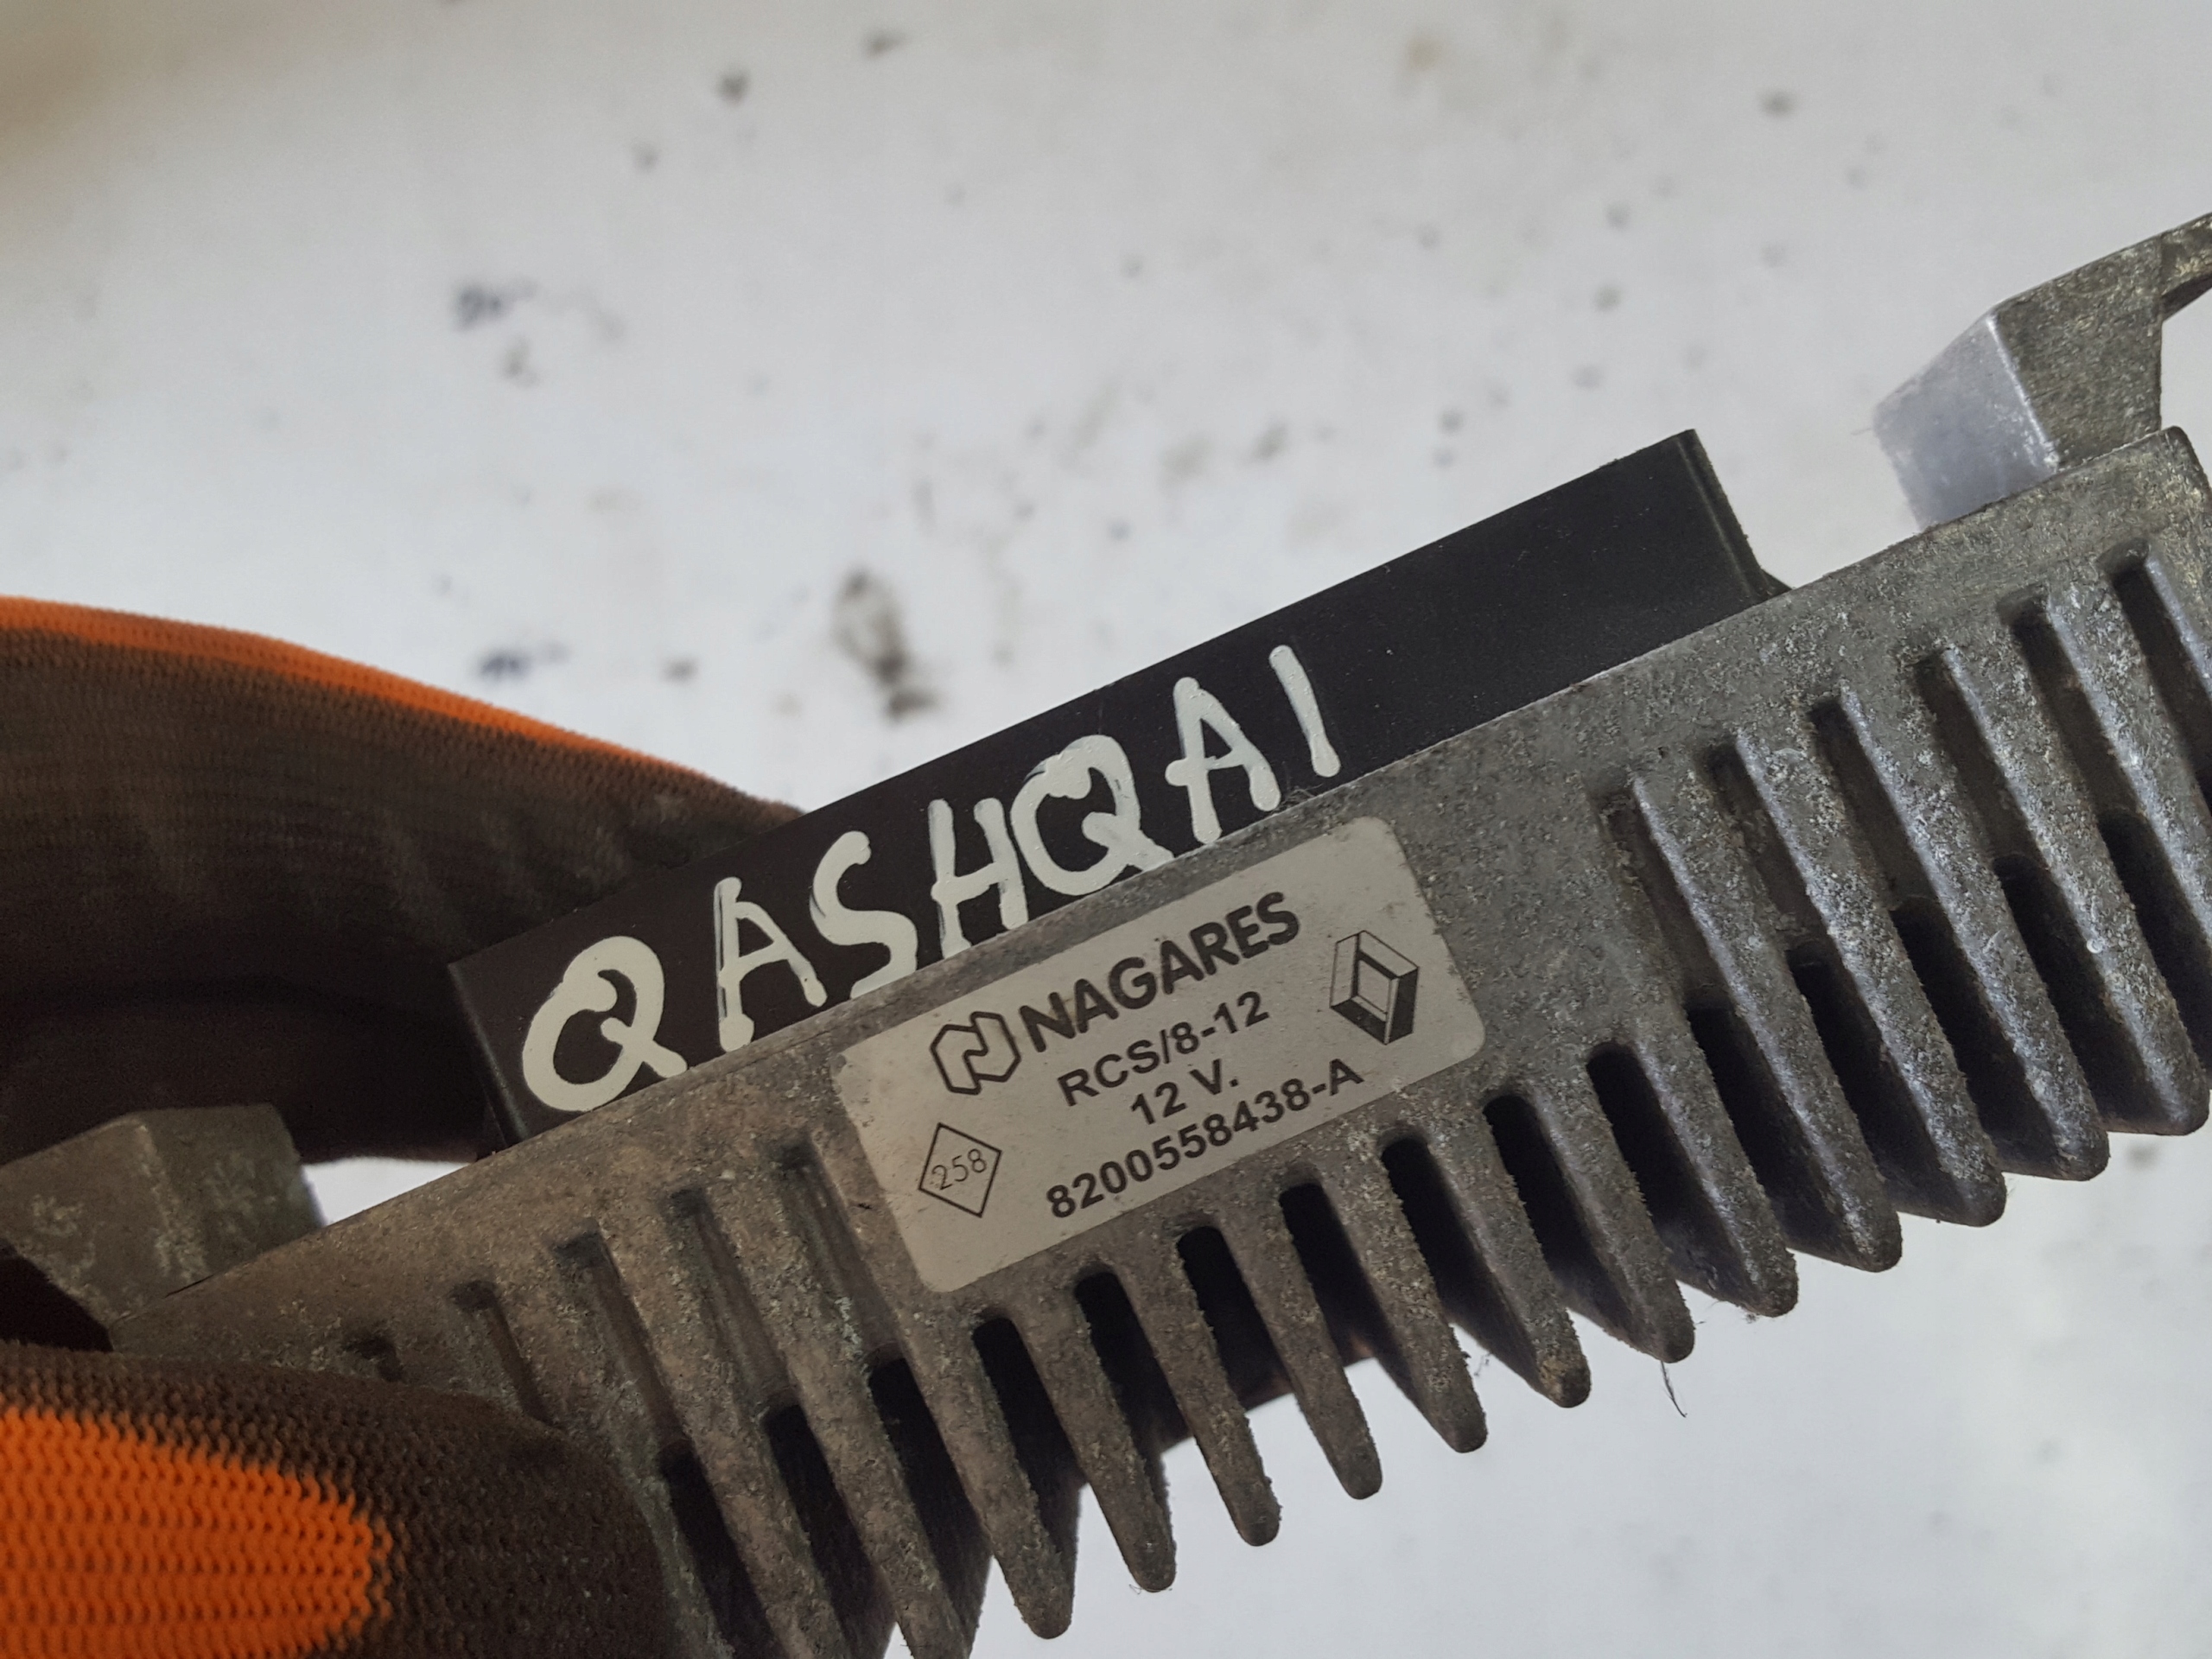 QASHQAI
NAGARES
RCS/8-12
12 V.
258
8200558438-A